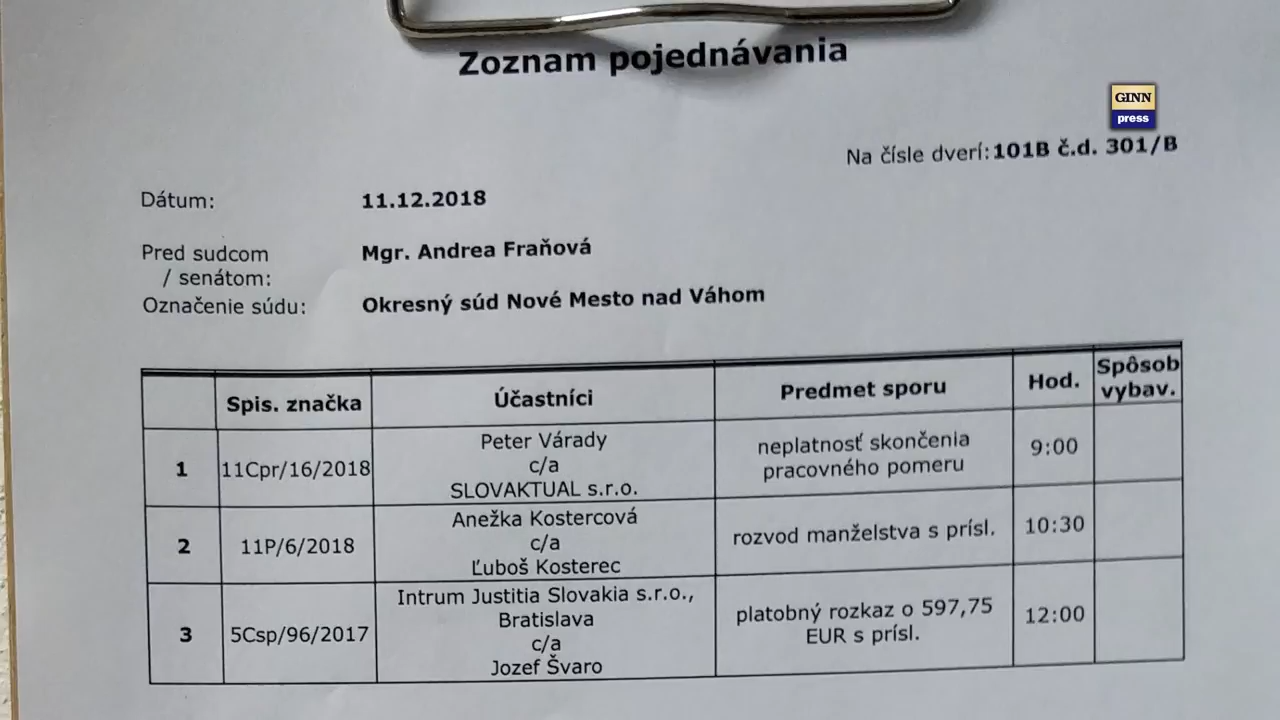 Zoznam pojednávania
GINN
press
Na čísle dverí: 101B č.d. 301/B
Dátum: 11.12.2018
Pred sudcom Mgr. Andrea Fraňová
/ senátom:
Označenie súdu: Okresný súd Nové Mesto nad Váhom
Spis. značka Účastníci Predmet sporu Hod. Spôsob
vybav.
1 11Cpr/16/2018 Peter Várady
c/a
SLOVAKTUAL s.r.o. neplatnosť skončenia
pracovného pomeru 9:00
2 11P/6/2018 Anežka Kostercová
c/a
Ľuboš Kosterec rozvod manželstva s prísl. 10:30
3 5Csp/96/2017 Intrum Justitia Slovakia s.r.o.,
Bratislava
c/a
Jozef Švaro platobný rozkaz o 597,75
EUR s prísl. 12:00